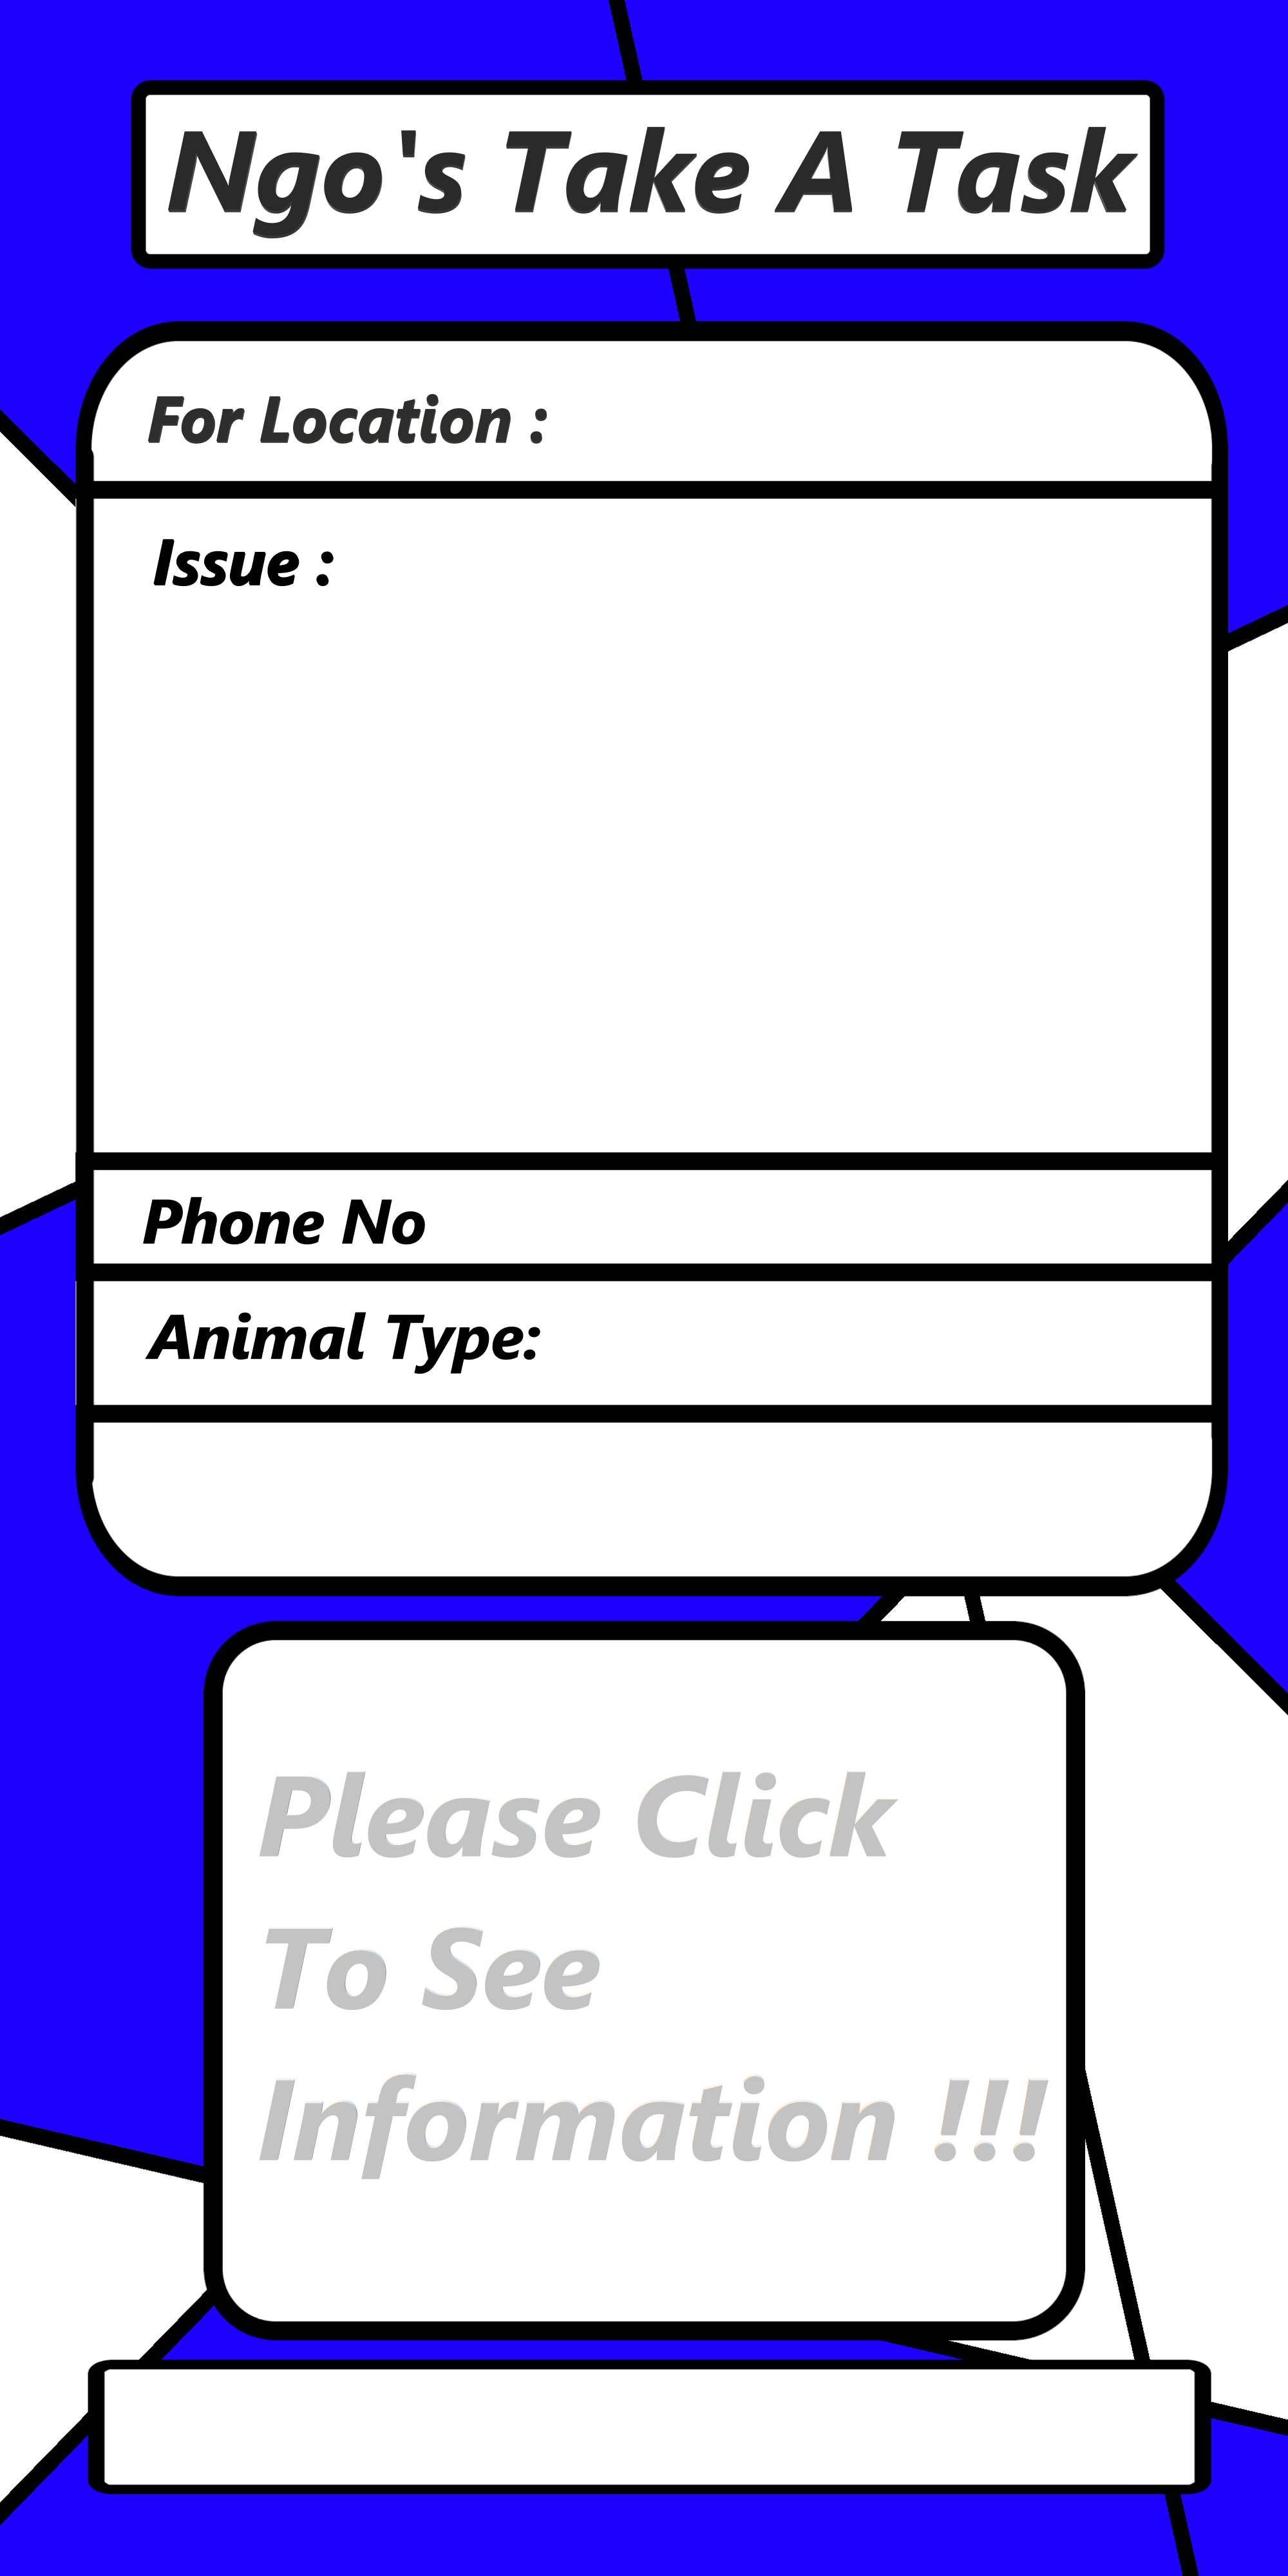 Ngo's Take A Task
For Location :
Issue :
Phone No
Animal Type:
Please Click
To See
Information !!!